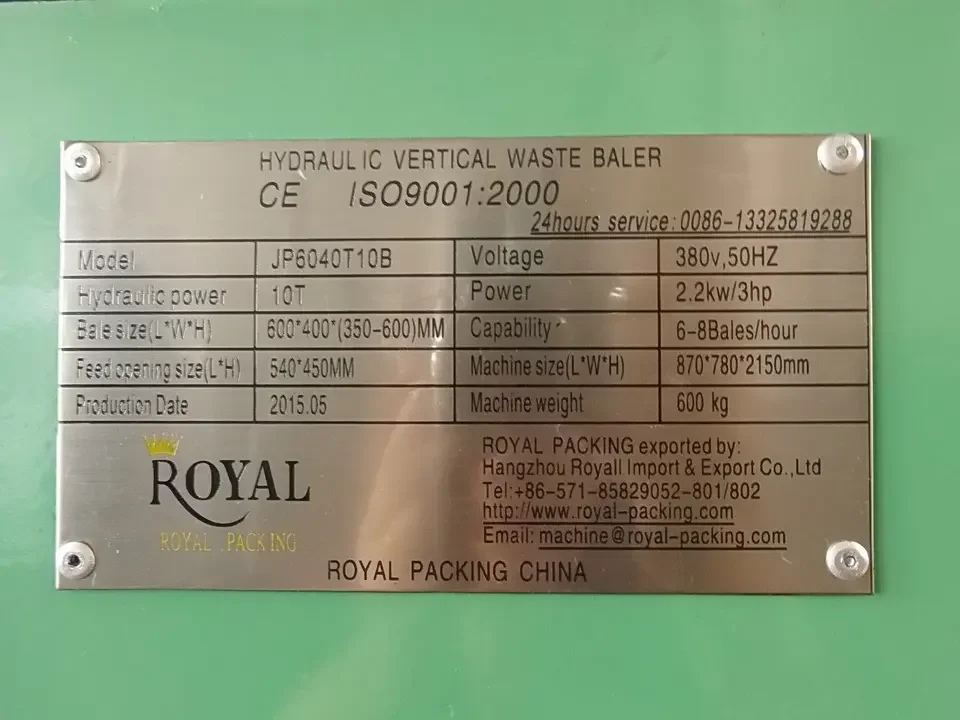 HYDRAULIC VERTICAL WASTE BALER
CE ISO9001:2000
24hours service:0086-13325819288
Model JP6040T10B Voltage 380v,50HZ
Hydraulic power 10T Power 2.2kw/3hp
Bale size(L*W*H) 600*400*(350-600)MM Capability 6-8Bales/hour
Feed opening size(L*H) 540*450MM Machine size(L*W*H) 870*780*2150mm
Production Date 2015.05 Machine weight 600 kg
ROYAL
ROYAL PACKING
ROYAL PACKING exported by:
Hangzhou Royall Import & Export Co.,Ltd
Tel:+86-571-85829052-801/802
http://www.royal-packing.com
Email: machine@royal-packing.com
ROYAL PACKING CHINA